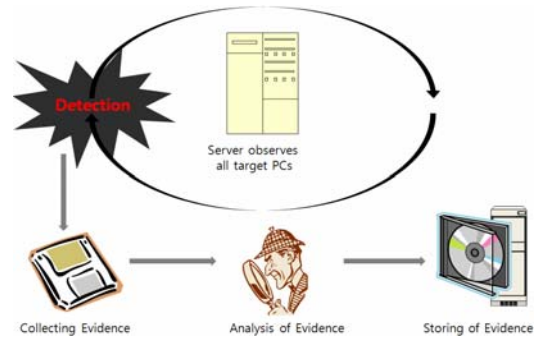 Detection
Server observes
all target PCs
Collecting Evidence
Analysis of Evidence
Storing of Evidence